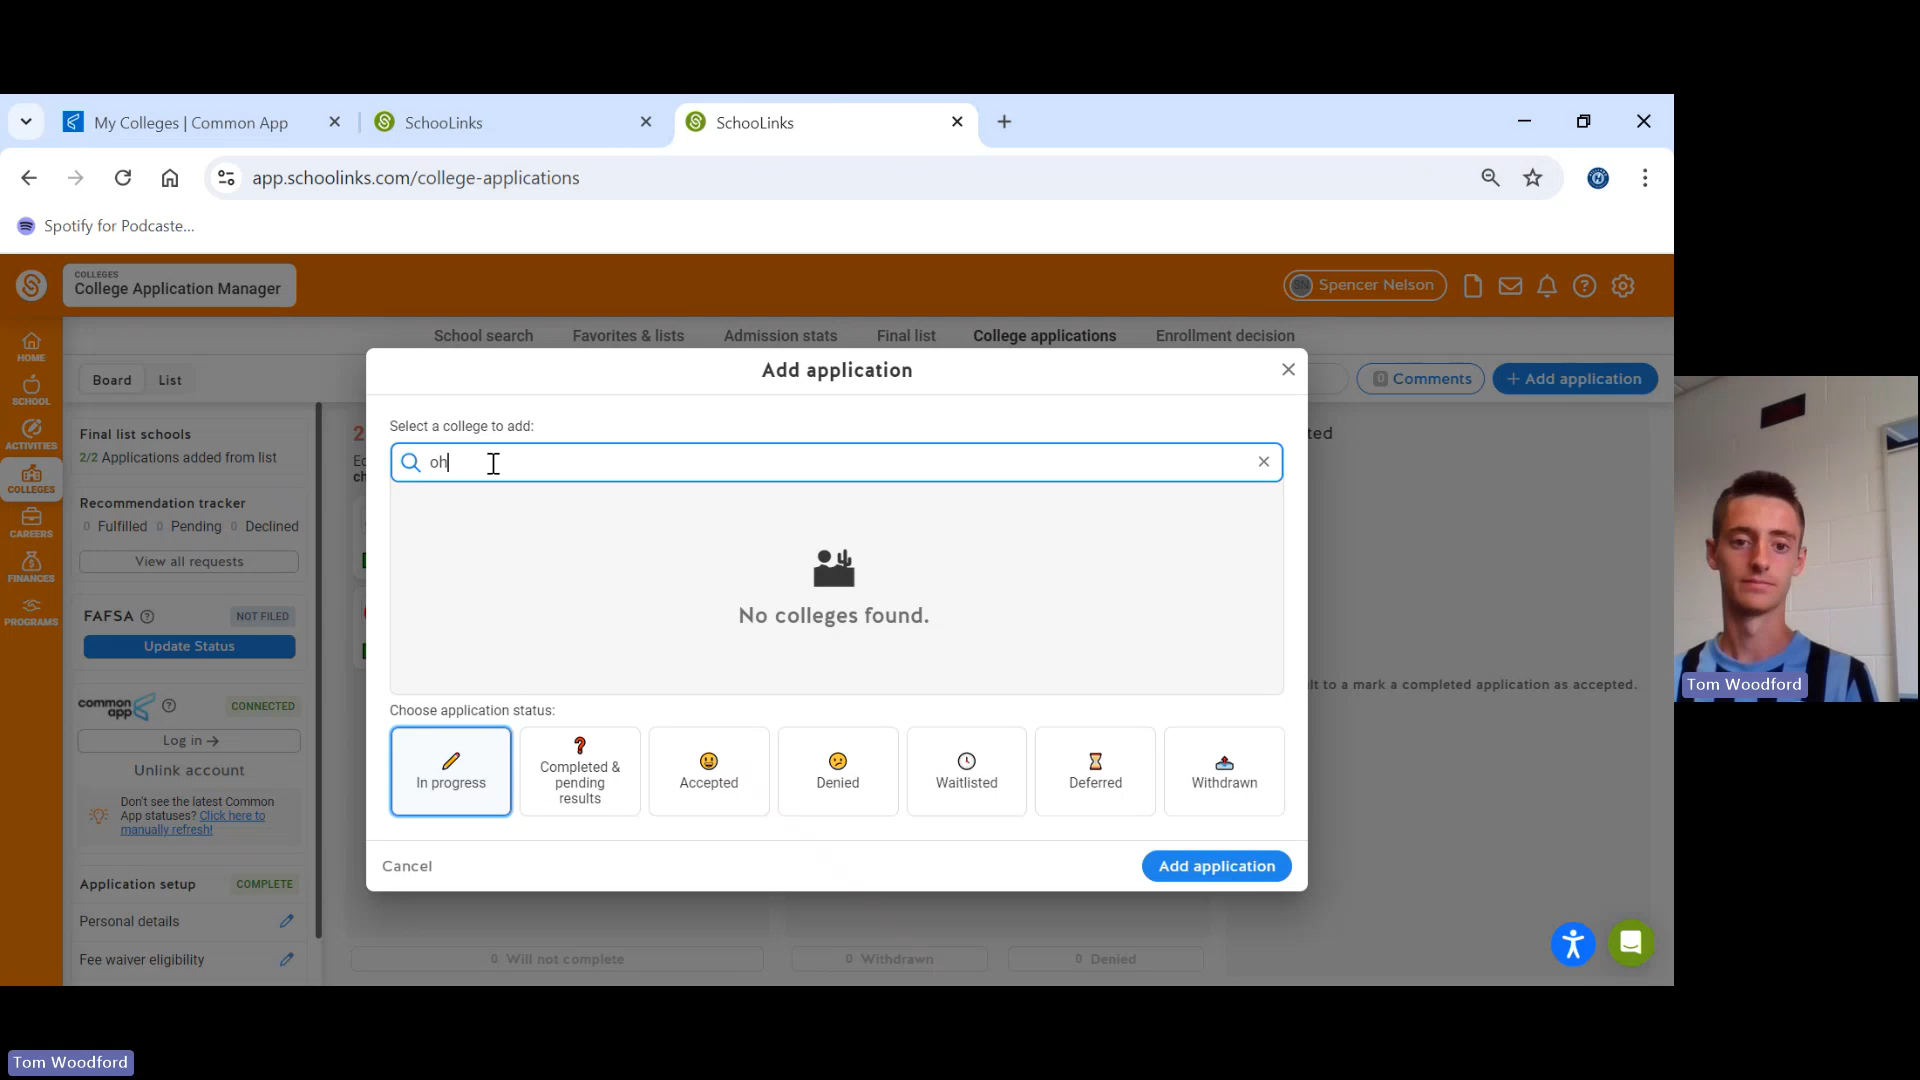 My Colleges | Common App
SchooLinks
SchooLinks
app.schoolinks.com/college-applications
Spotify for Podcaste...
COLLEGES
College Application Manager
SN
Spencer Nelson
HOME
SCHOOL
ACTIVITIES
COLLEGES
CAREERS
FINANCES
PROGRAMS
School search
Favorites & lists
Admission stats
Final list
College applications
Enrollment decision
Board
List
0 Comments
+ Add application
Final list schools
2/2 Applications added from list
Recommendation tracker
0 Fulfilled 0 Pending 0 Declined
View all requests
FAFSA
NOT FILED
Update Status
common app
CONNECTED
Log in →
Unlink account
Don't see the latest Common
App statuses? Click here to
manually refresh!
Application setup
COMPLETE
Personal details
Fee waiver eligibility
2
ch
ted
lt to a mark a completed application as accepted.
Add application
Select a college to add:
oh
No colleges found.
Choose application status:
In progress
Completed &
pending
results
Accepted
Denied
Waitlisted
Deferred
Withdrawn
Cancel
Add application
0 Will not complete
0 Withdrawn
0 Denied
Tom Woodford
Tom Woodford